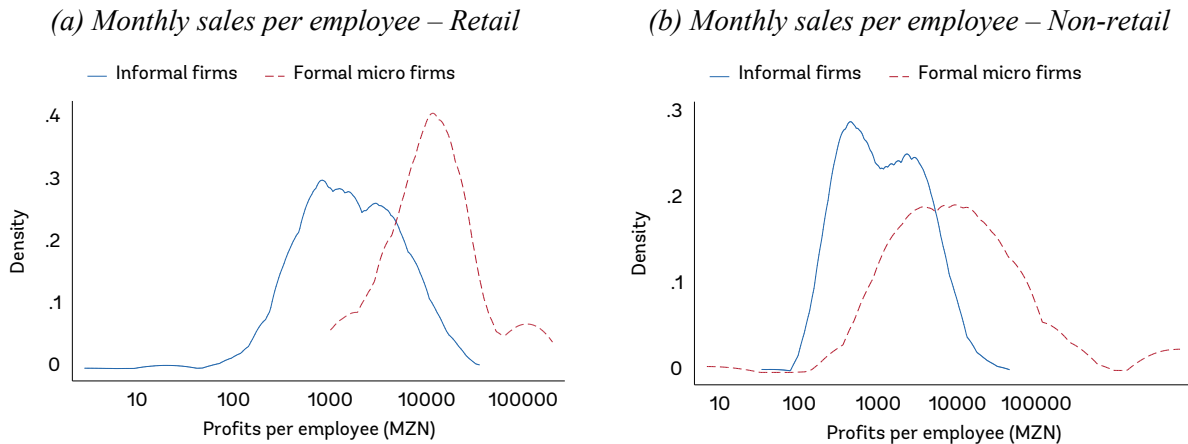 (a) Monthly sales per employee – Retail
Informal firms
Formal micro firms
.4
.3
.2
.1
0
Density
10
100
1000
10000
100000
Profits per employee (MZN)
(b) Monthly sales per employee – Non-retail
Informal firms
Formal micro firms
.3
.2
.1
0
Density
10
100
1000
10000
100000
Profits per employee (MZN)